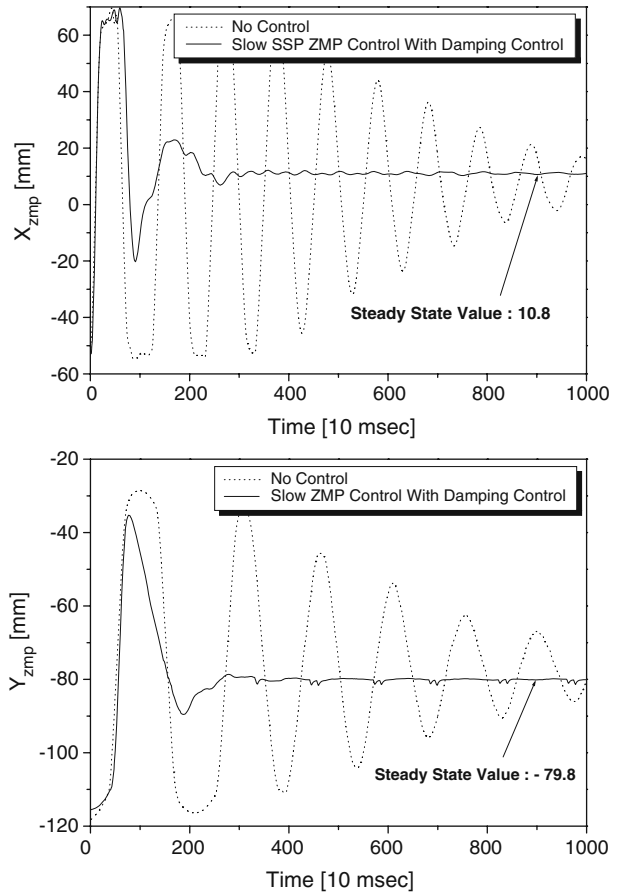 No Control
Slow SSP ZMP Control With Damping Control
60
40
20
0
-20
-40
-60
X_zmp [mm]
Steady State Value : 10.8
0 200 400 600 800 1000
Time [10 msec]
No Control
Slow ZMP Control With Damping Control
-20
-40
-60
-80
-100
-120
Y_zmp [mm]
Steady State Value : - 79.8
0 200 400 600 800 1000
Time [10 msec]